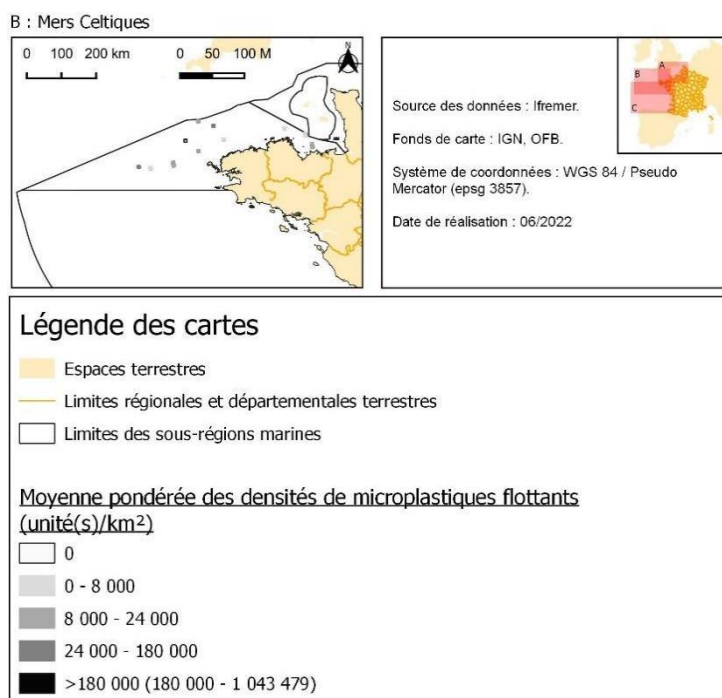 B : Mers Celtiques
0 100 200 km
0 50 100 M
N
Source des données : Ifremer.
Fonds de carte : IGN, OFB.
Système de coordonnées : WGS 84 / Pseudo
Mercator (epsg 3857).
Date de réalisation : 06/2022
A
B
C
Légende des cartes
Espaces terrestres
Limites régionales et départementales terrestres
Limites des sous-régions marines
Moyenne pondérée des densités de microplastiques flottants
(unité(s)/km²)
0
0 - 8 000
8 000 - 24 000
24 000 - 180 000
>180 000 (180 000 - 1 043 479)